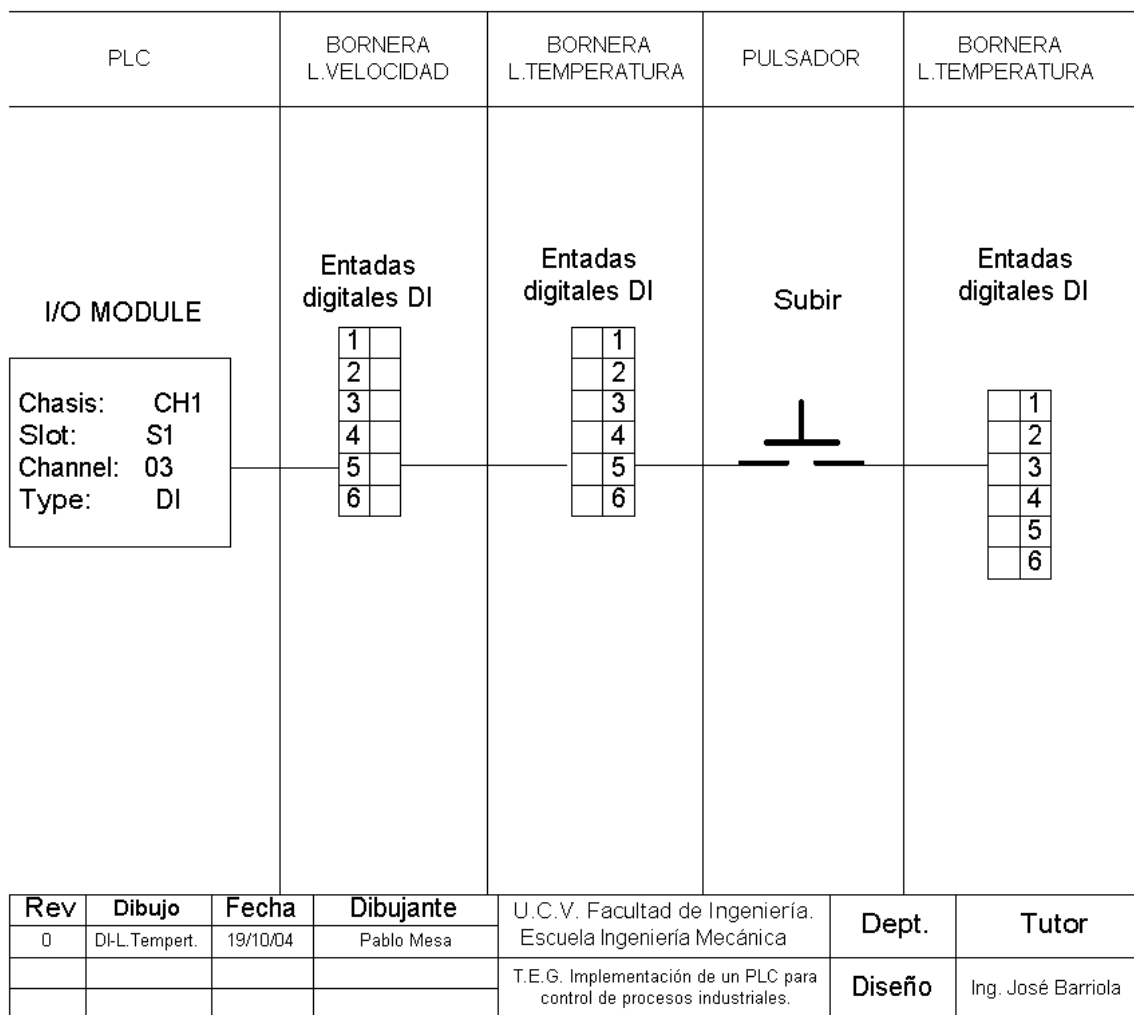 PLC
BORNERA
L.VELOCIDAD
BORNERA
L.TEMPERATURA
PULSADOR
BORNERA
L.TEMPERATURA
I/O MODULE
Chasis: CH1
Slot: S1
Channel: 03
Type: DI
Entadas
digitales DI
1
2
3
4
5
6
Entadas
digitales DI
1
2
3
4
5
6
Subir
Entadas
digitales DI
1
2
3
4
5
6
Rev Dibujo Fecha Dibujante
0 DI-L.Tempert. 19/10/04 Pablo Mesa
U.C.V. Facultad de Ingeniería.
Escuela Ingeniería Mecánica
T.E.G. Implementación de un PLC para
control de procesos industriales.
Dept. Tutor
Diseño Ing. José Barriola